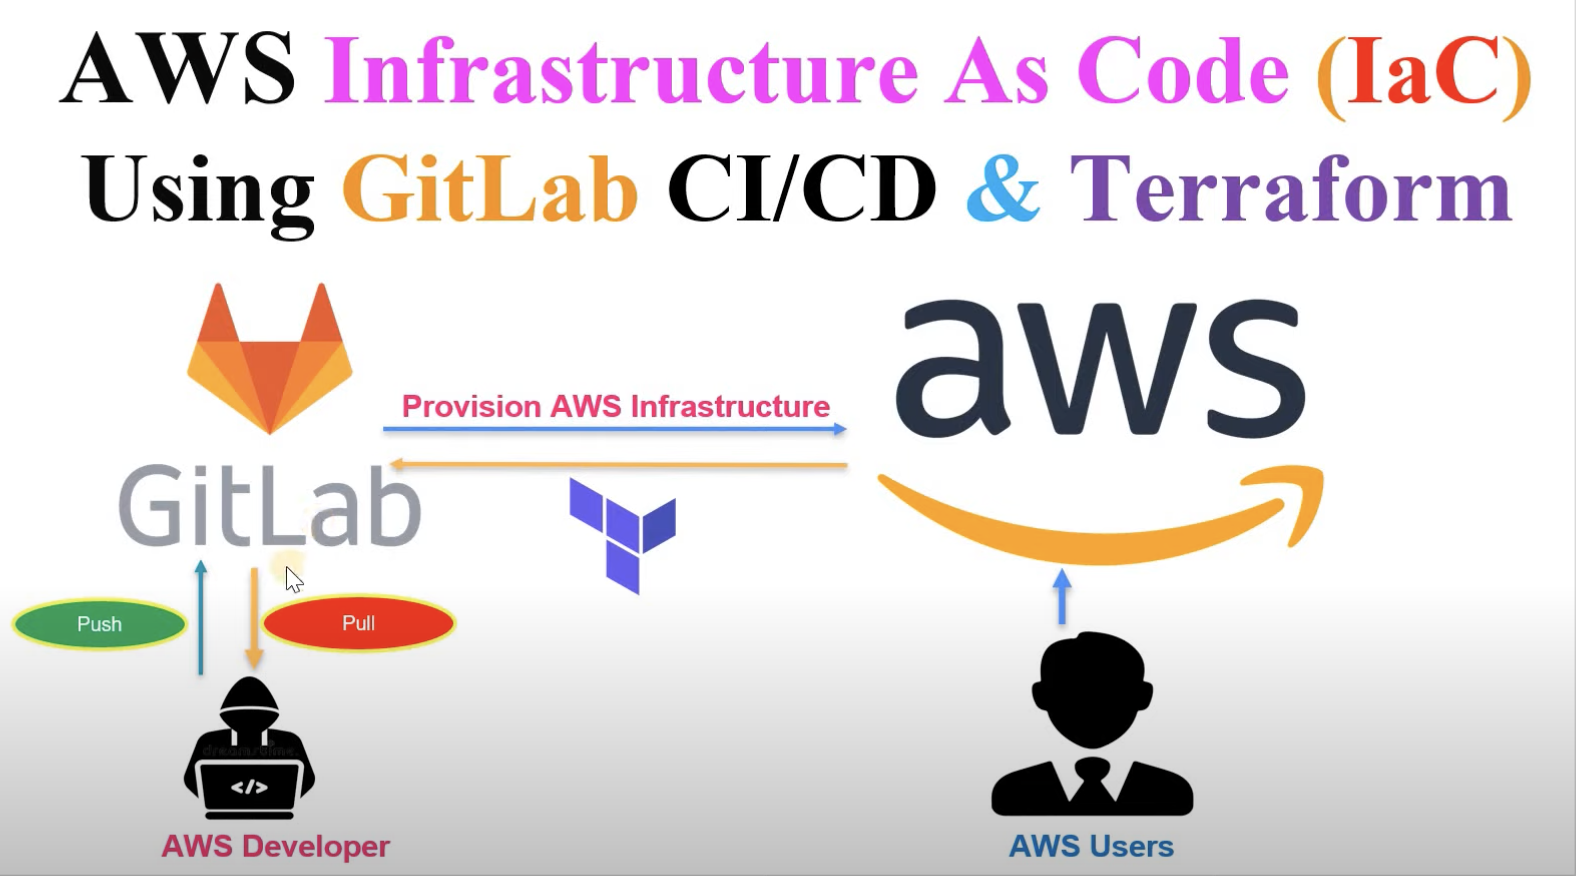 AWS Infrastructure As Code (IaC)
Using GitLab CI/CD & Terraform
aws
Provision AWS Infrastructure
GitLab
Push
Pull
dreamstime
</>
AWS Developer
AWS Users